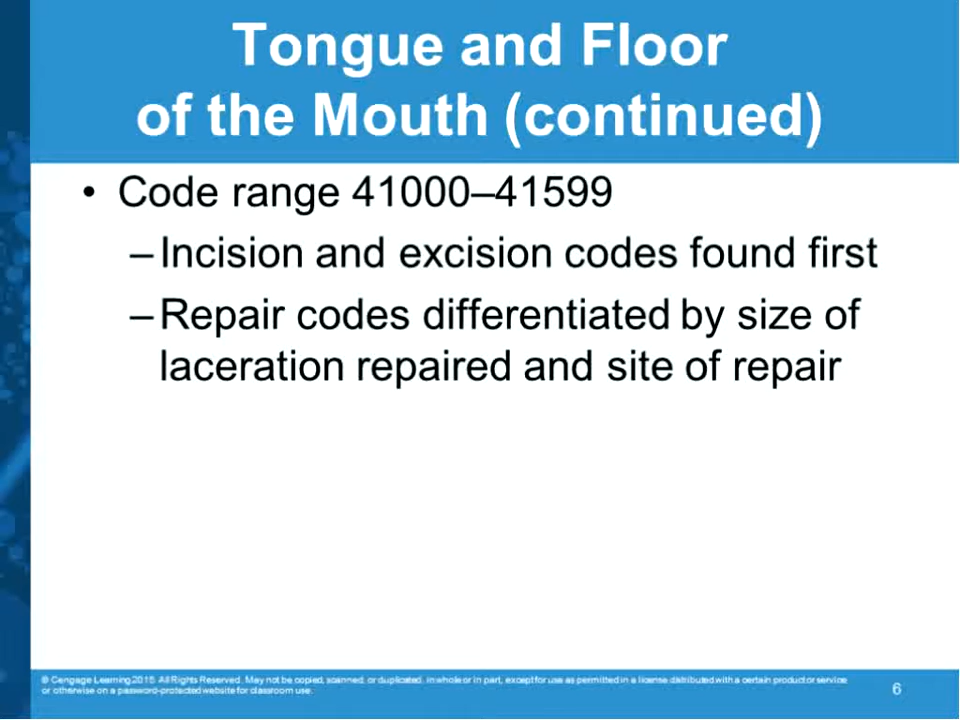 Tongue and Floor
of the Mouth (continued)
• Code range 41000–41599
– Incision and excision codes found first
– Repair codes differentiated by size of
laceration repaired and site of repair
© Cengage Learning 2015. All Rights Reserved. May not be copied, scanned, or duplicated, in whole or in part, except for use as permitted in a license distributed with a certain product or service
or otherwise on a password-protected website for classroom use.
6